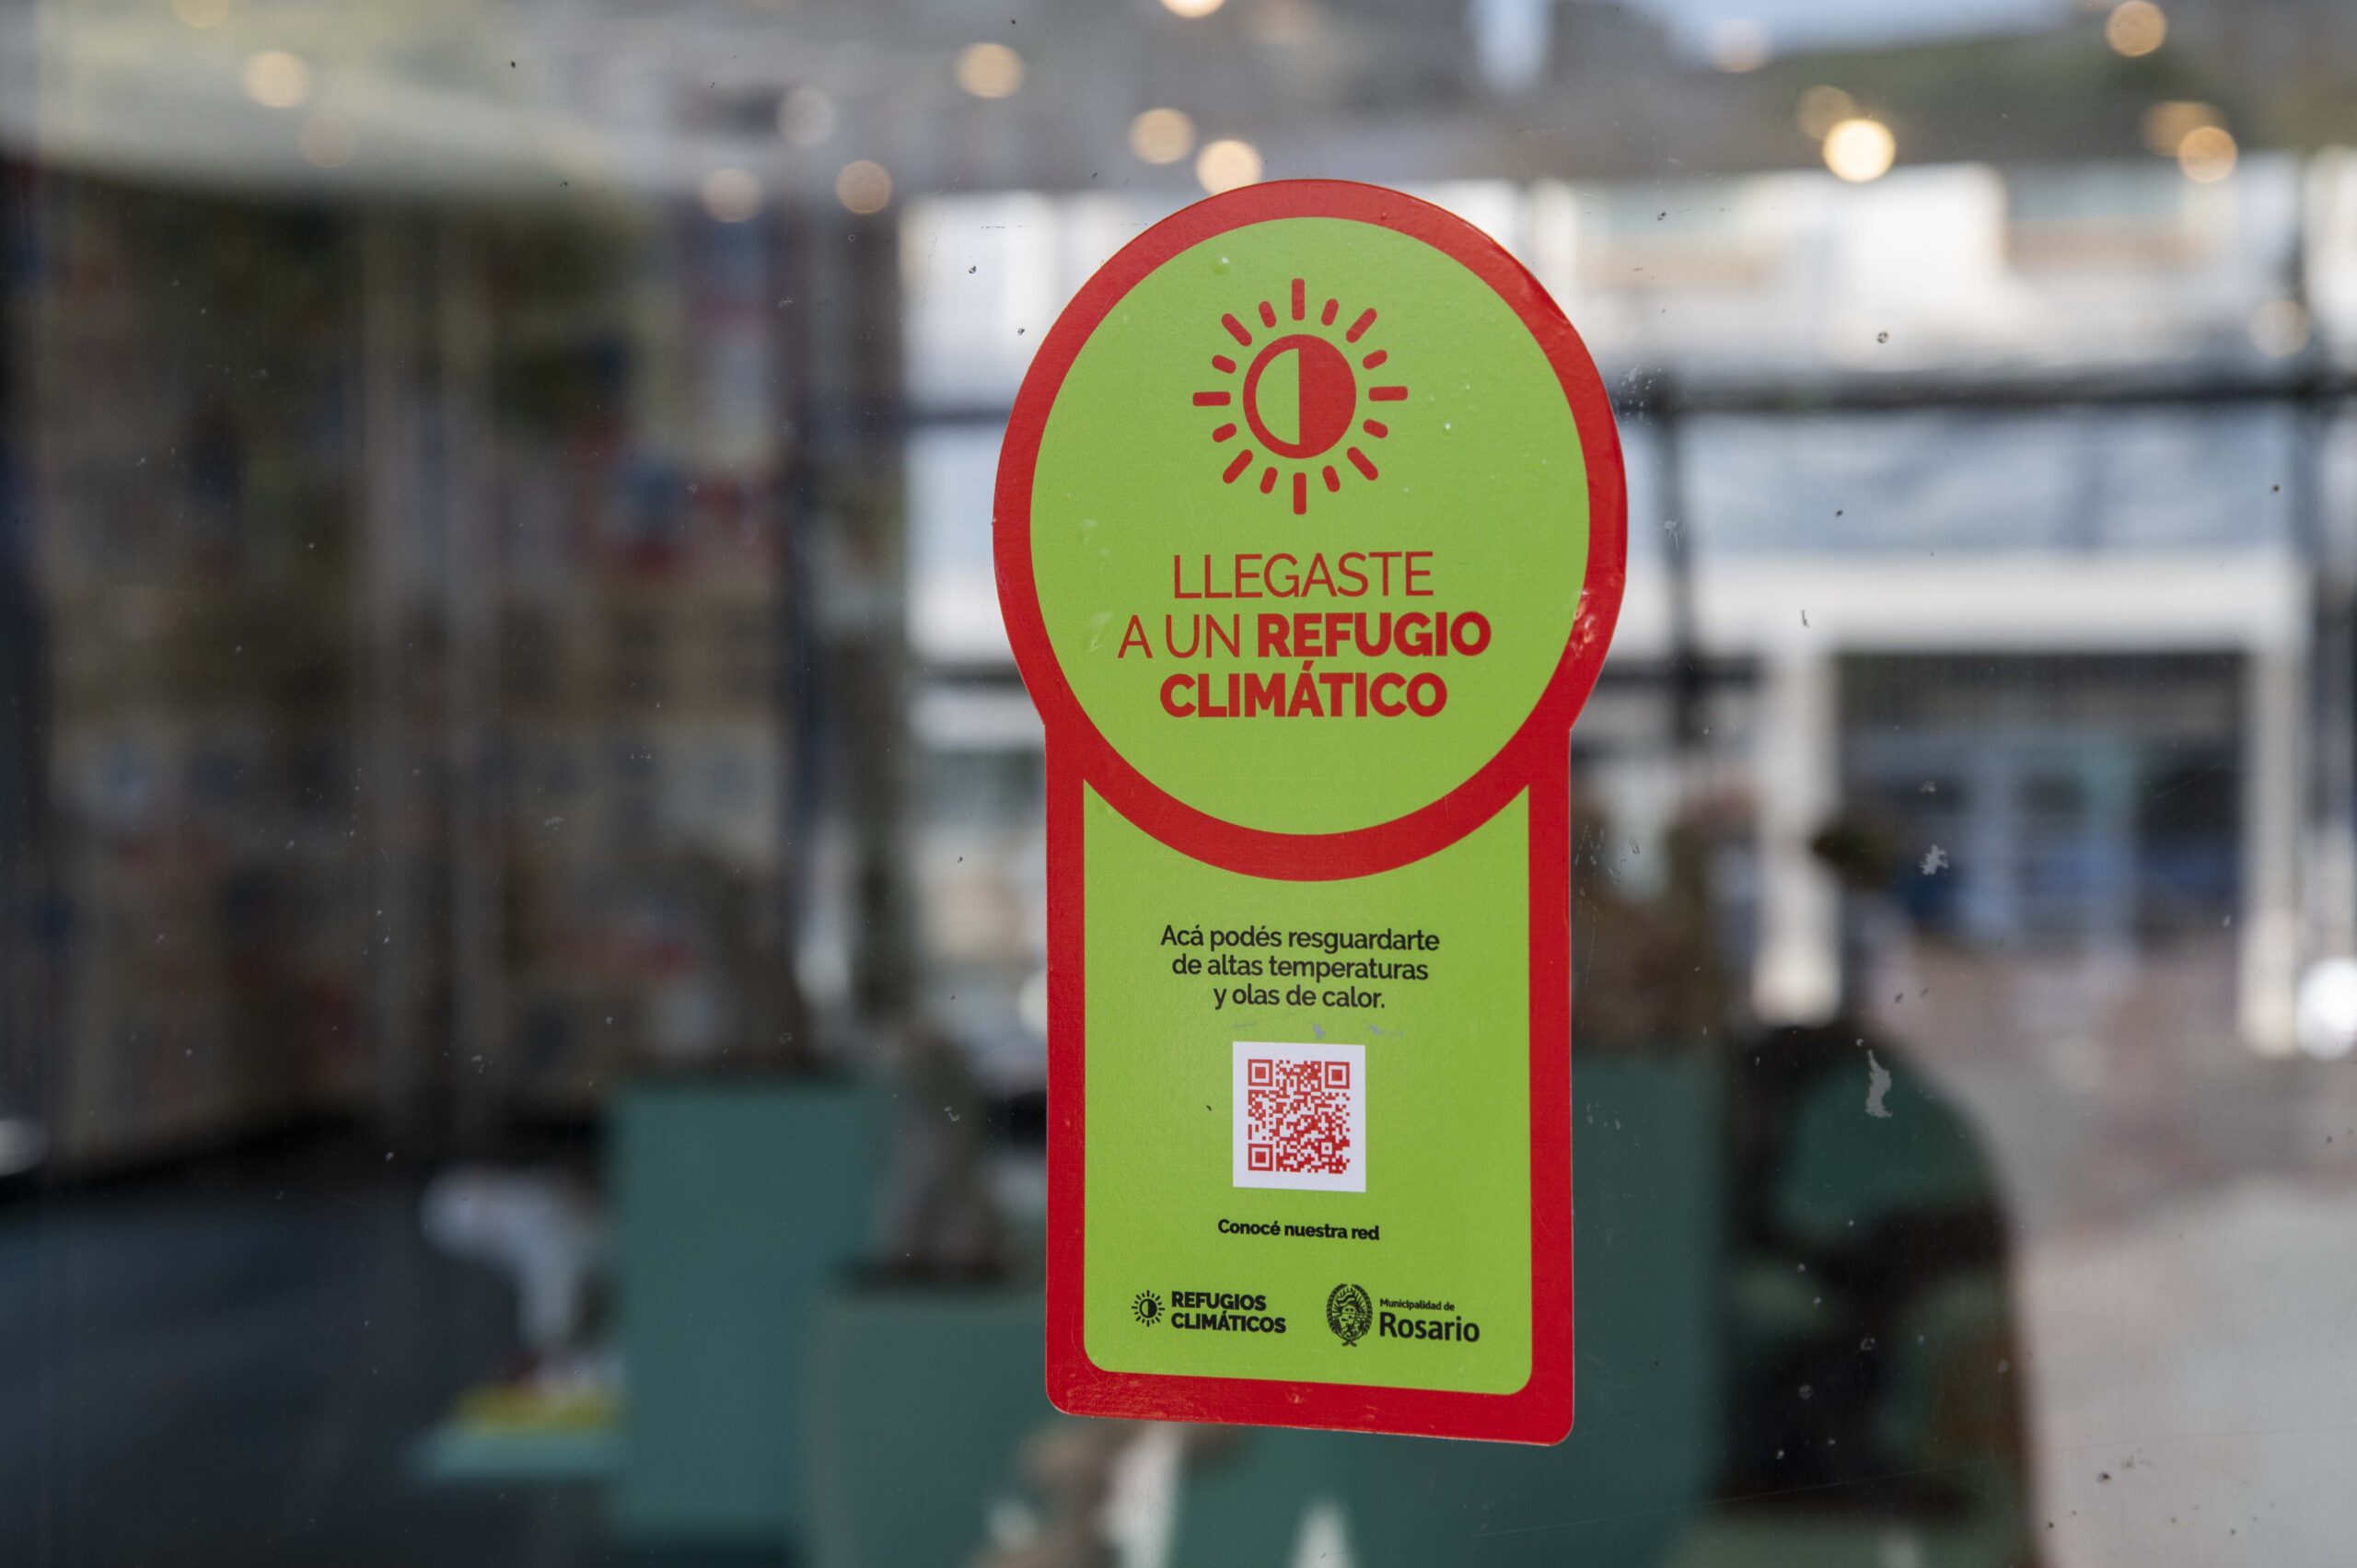 LLEGASTE
A UN REFUGIO
CLIMÁTICO
Acá podés resguardarte
de altas temperaturas
y olas de calor.
Conocé nuestra red
REFUGIOS
CLIMÁTICOS
Municipalidad de
Rosario